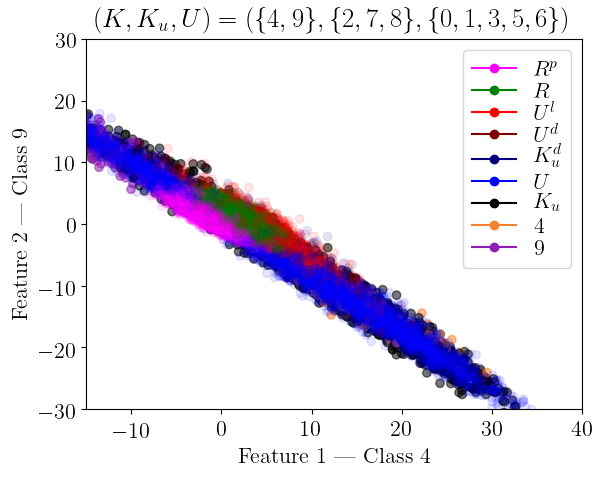 (K, K_u, U) = ({4, 9}, {2, 7, 8}, {0, 1, 3, 5, 6})
30
20
10
0
−10
−20
−30
Feature 2 — Class 9
R^p
R
U^l
U^d
K_u^d
U
K_u
4
9
−10
0
10
20
30
40
Feature 1 — Class 4